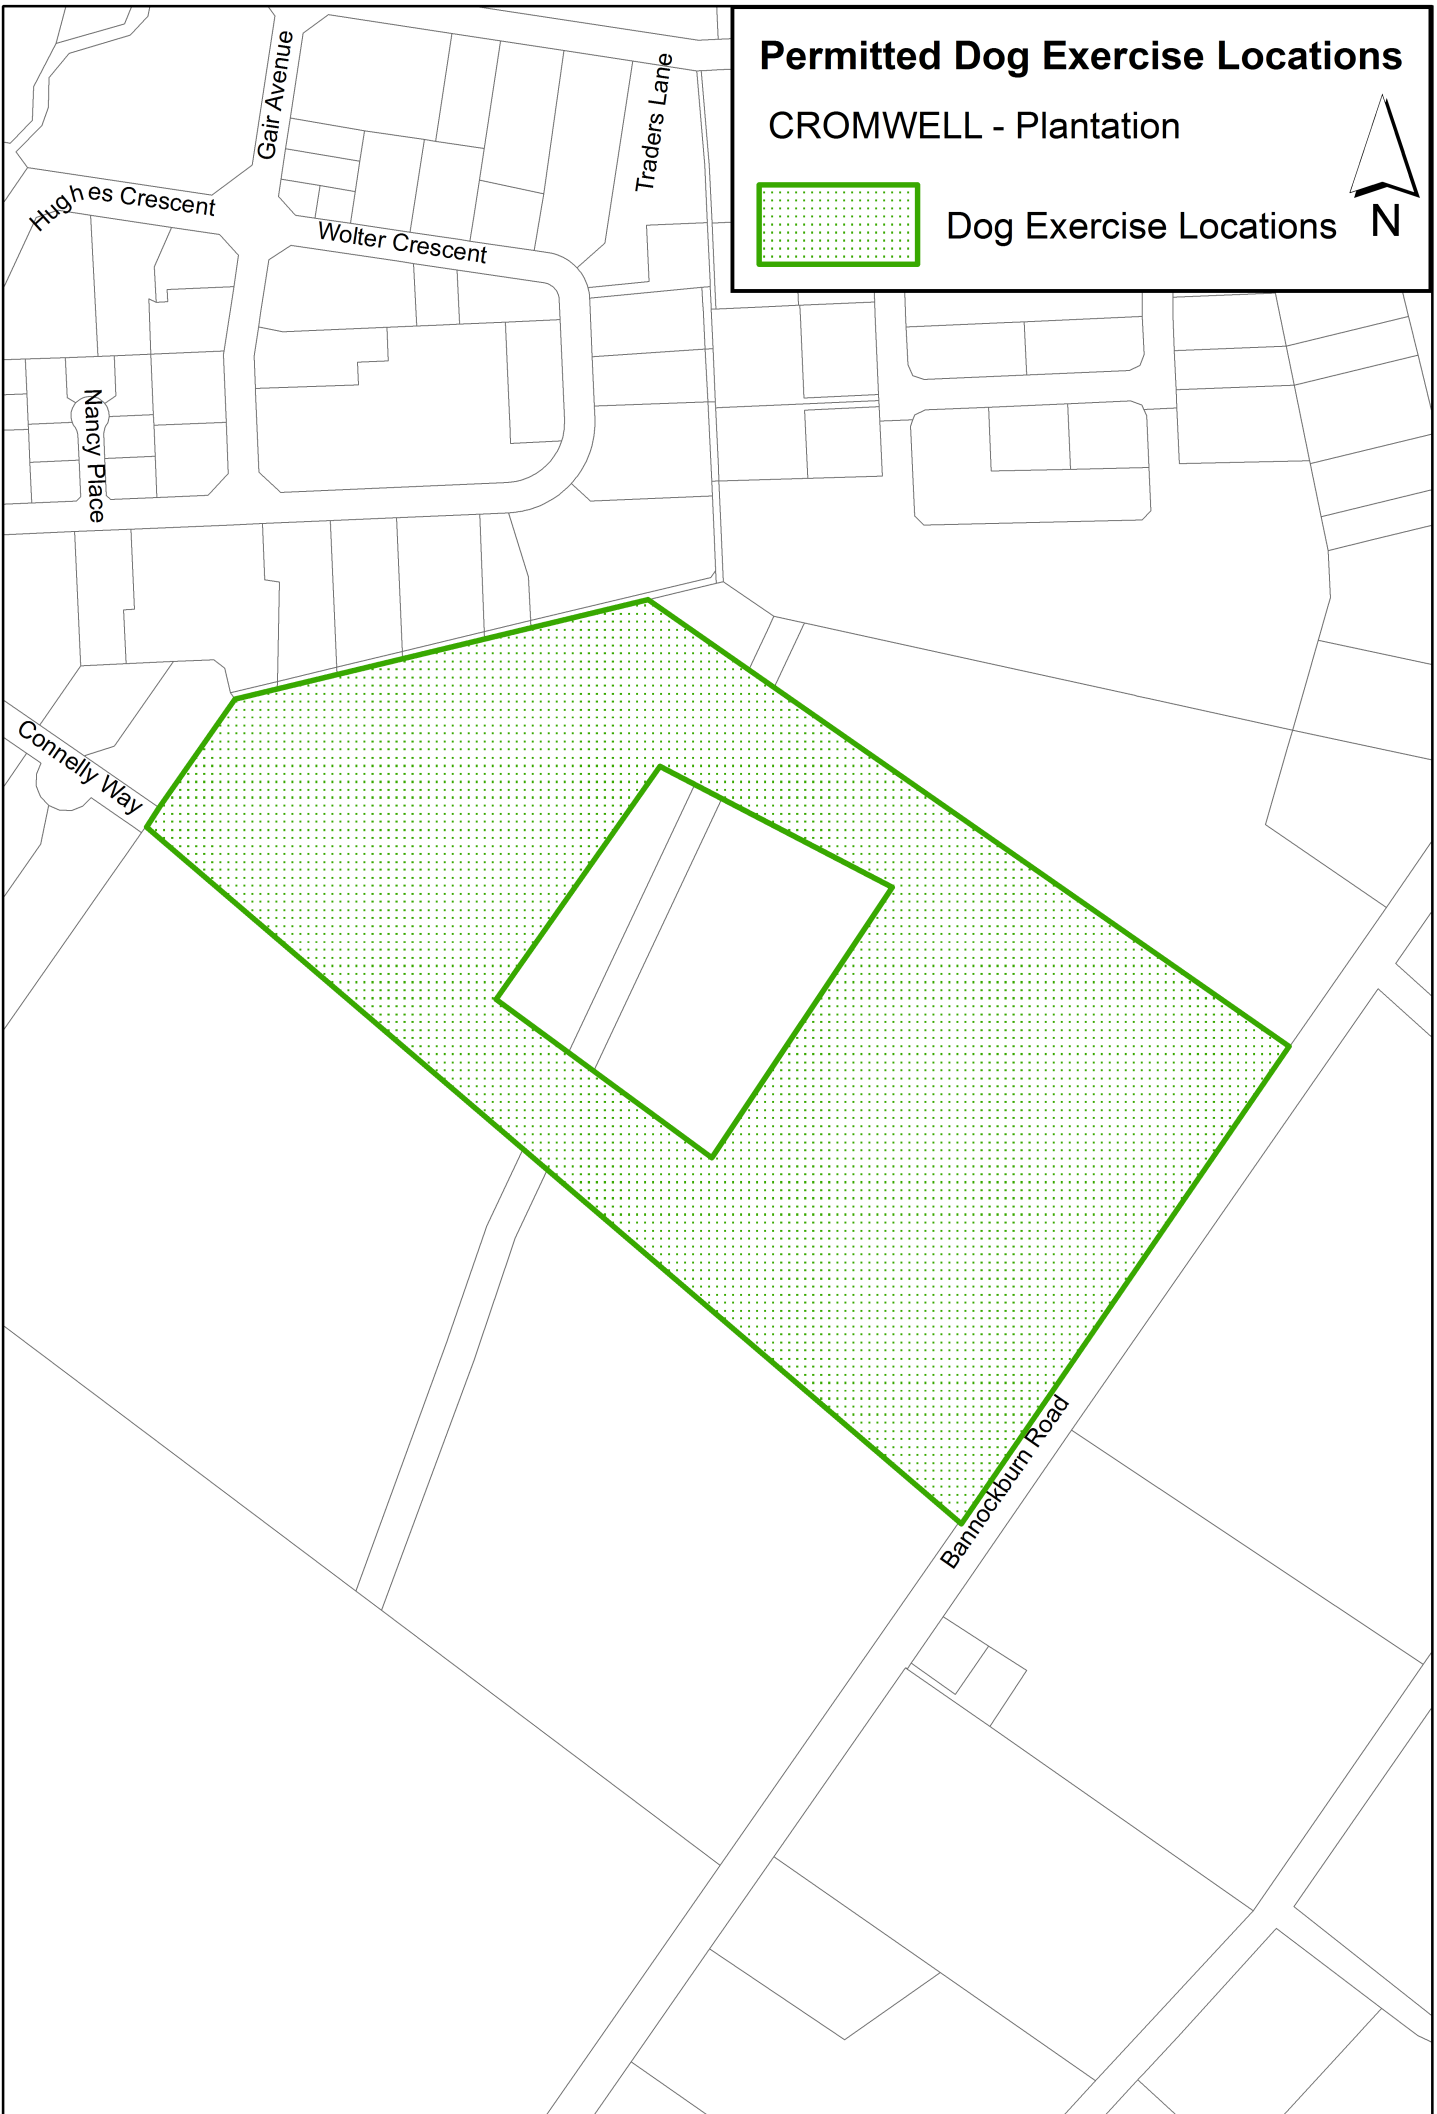 Permitted Dog Exercise Locations
CROMWELL - Plantation
Dog Exercise Locations
N
Gair Avenue
Traders Lane
Hughes Crescent
Wolter Crescent
Nancy Place
Connelly Way
Bannockburn Road